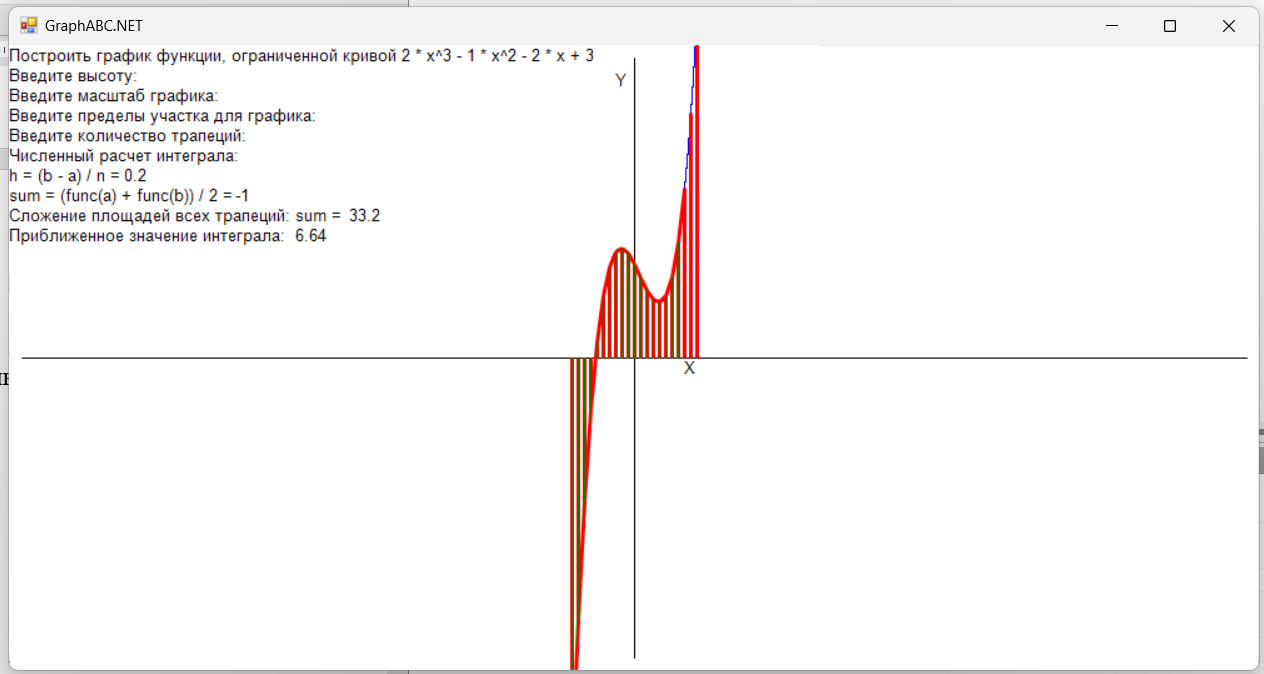 GraphABC.NET
Построить график функции, ограниченной кривой 2 * x^3 - 1 * x^2 - 2 * x + 3
Введите высоту:
Введите масштаб графика:
Введите пределы участка для графика:
Введите количество трапеций:
Численный расчет интеграла:
h = (b - a) / n = 0.2
sum = (func(a) + func(b)) / 2 = -1
Сложение площадей всех трапеций: sum = 33.2
Приближенное значение интеграла: 6.64
Y
X